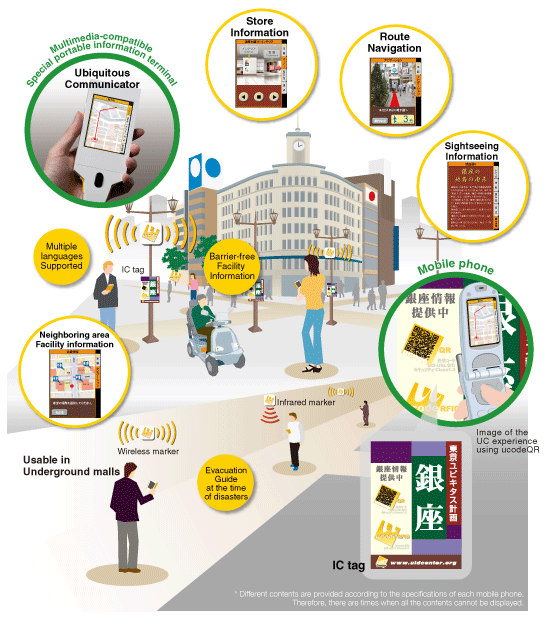 Store
Information
Route
Navigation
Multimedia-compatible
Special portable information terminal
Ubiquitous
Communicator
Sightseeing
Information
銀座の
Multiple
languages
Supported
IC tag
Barrier-free
Facility
Information
Mobile phone
銀座情報
提供中
QR
Neighboring area
Facility information
Infrared marker
Wireless marker
Usable in
Underground malls
Evacuation
Guide
at the time
of disasters
Image of the
UC experience
using ucodeQR
東京ユビキタス計画
銀座
銀座情報
提供中
QR
www.uidcenter.org
IC tag
* Different contents are provided according to the specifications of each mobile phone.
Therefore, there are times when all the contents cannot be displayed.